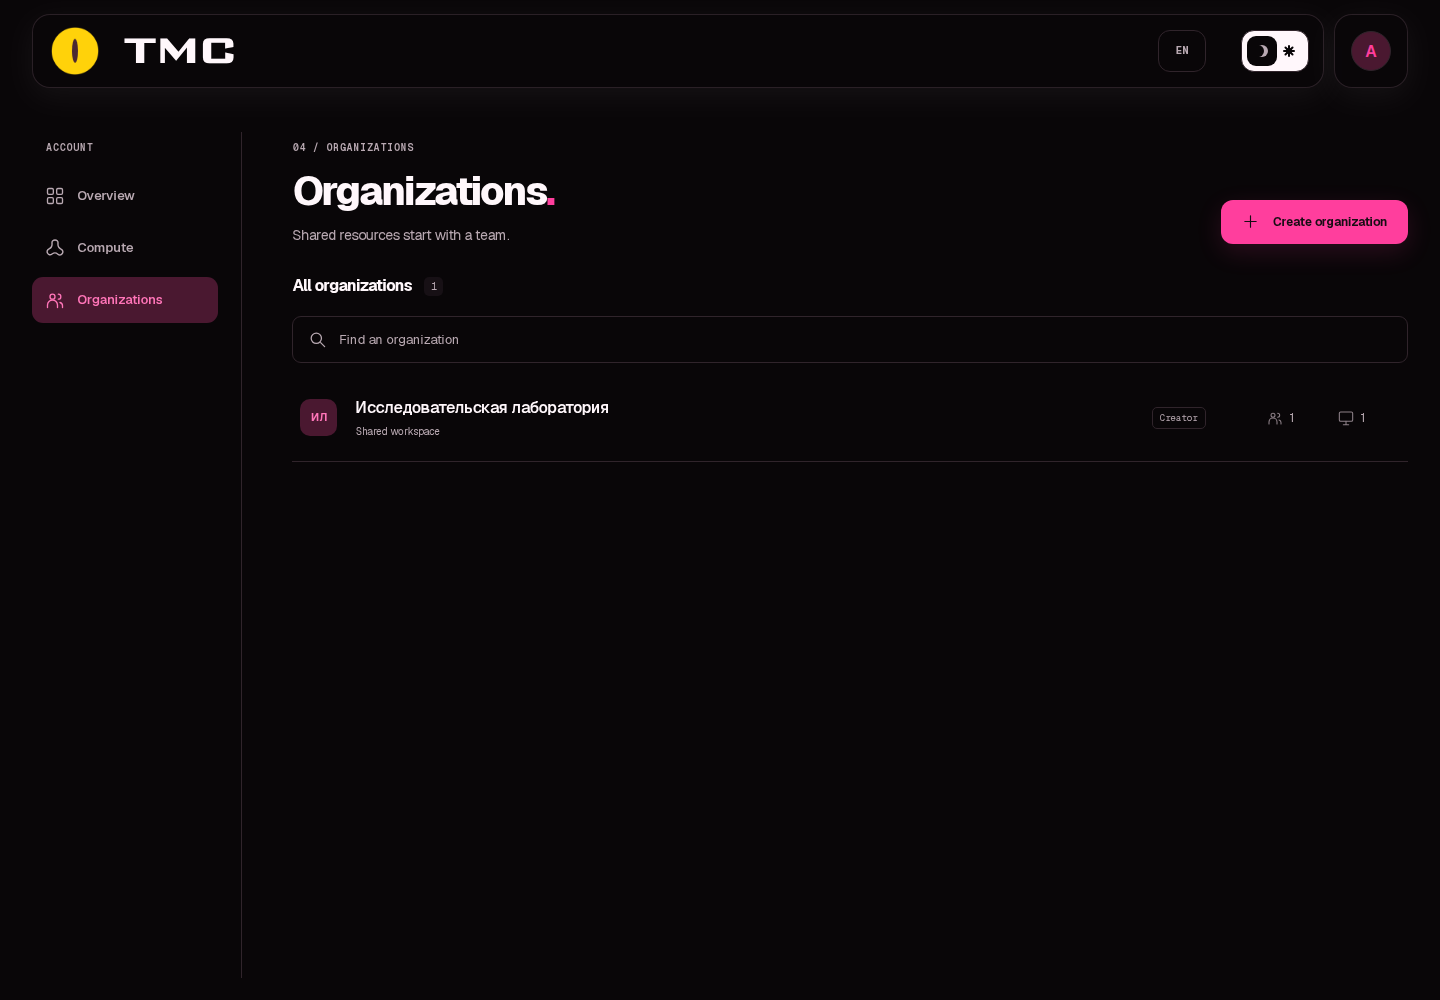 TMC
EN
A
ACCOUNT
Overview
Compute
Organizations
04 / ORGANIZATIONS
Organizations.
Shared resources start with a team.
Create organization
All organizations 1
Find an organization
ИЛ
Исследовательская лаборатория
Shared workspace
Creator
1
1